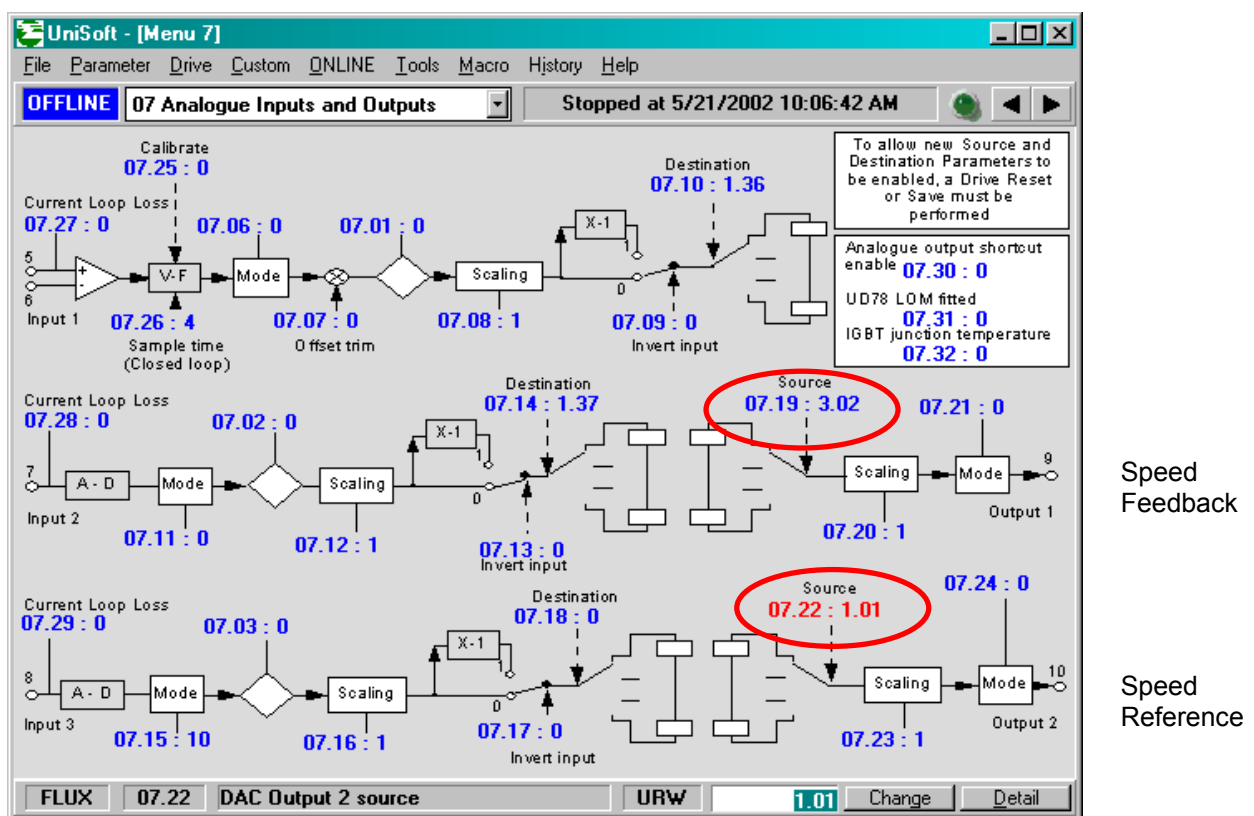 UniSoft - [Menu 7]
File Parameter Drive Custom ONLINE Tools Macro History Help
OFFLINE 07 Analogue Inputs and Outputs Stopped at 5/21/2002 10:06:42 AM
Calibrate
07.25 : 0
Current Loop Loss
07.27 : 0
07.06 : 0
07.01 : 0
Destination
07.10 : 1.36
To allow new Source and
Destination Parameters to
be enabled, a Drive Reset
or Save must be
performed
5
+
-
6
Input 1
V-F
Mode
Scaling
X-1
1
0
07.26 : 4
Sample time
(Closed loop)
07.07 : 0
Offset trim
07.08 : 1
07.09 : 0
Invert input
Analogue output shortcut
enable 07.30 : 0
UD78 LOM fitted
07.31 : 0
IGBT junction temperature
07.32 : 0
Current Loop Loss
07.28 : 0
07.02 : 0
Destination
07.14 : 1.37
Source
07.19 : 3.02
07.21 : 0
7
A - D
Mode
Scaling
X-1
1
0
Scaling
Mode
9
Input 2
Output 1
07.11 : 0
07.12 : 1
07.13 : 0
Invert input
07.20 : 1
Speed
Feedback
Current Loop Loss
07.29 : 0
07.03 : 0
Destination
07.18 : 0
Source
07.22 : 1.01
07.24 : 0
8
A - D
Mode
Scaling
X-1
1
0
Scaling
Mode
10
Input 3
Output 2
07.15 : 10
07.16 : 1
07.17 : 0
Invert input
07.23 : 1
Speed
Reference
FLUX 07.22 DAC Output 2 source URW 1.01 Change Detail